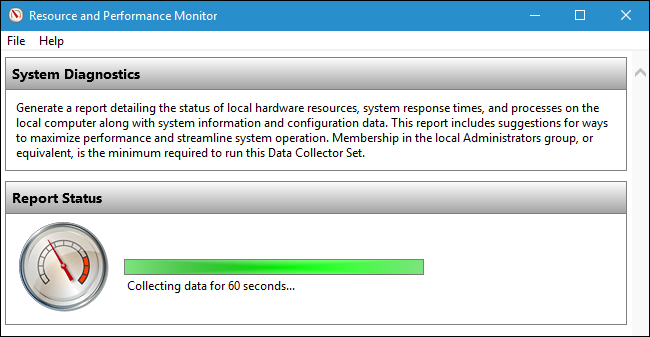 Resource and Performance Monitor
File Help
System Diagnostics
Generate a report detailing the status of local hardware resources, system response times, and processes on the
local computer along with system information and configuration data. This report includes suggestions for ways
to maximize performance and streamline system operation. Membership in the local Administrators group, or
equivalent, is the minimum required to run this Data Collector Set.
Report Status
Collecting data for 60 seconds...